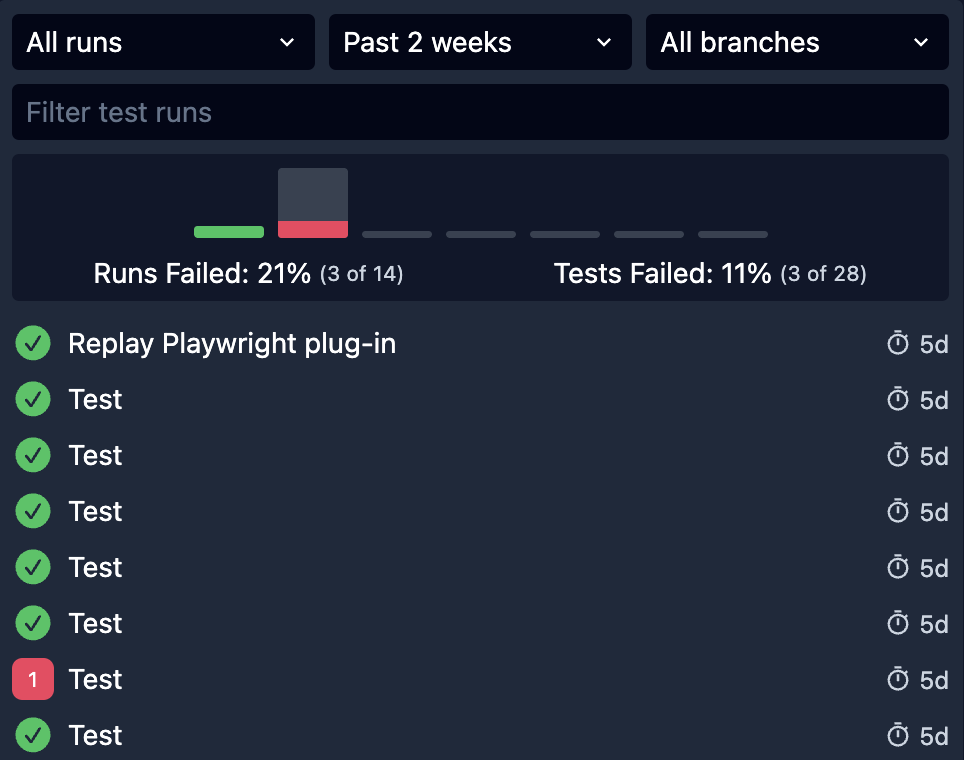 All runs Past 2 weeks All branches
Filter test runs
Runs Failed: 21% (3 of 14) Tests Failed: 11% (3 of 28)
Replay Playwright plug-in 5d
Test 5d
Test 5d
Test 5d
Test 5d
Test 5d
1 Test 5d
Test 5d